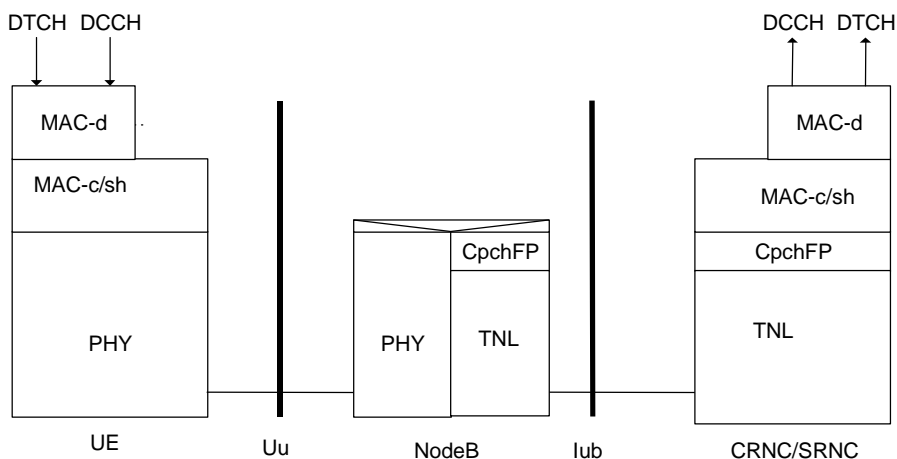 DTCH DCCH
DCCH DTCH
MAC-d
MAC-d
MAC-c/sh
MAC-c/sh
CpchFP
CpchFP
PHY
PHY
TNL
TNL
UE
Uu
NodeB
Iub
CRNC/SRNC